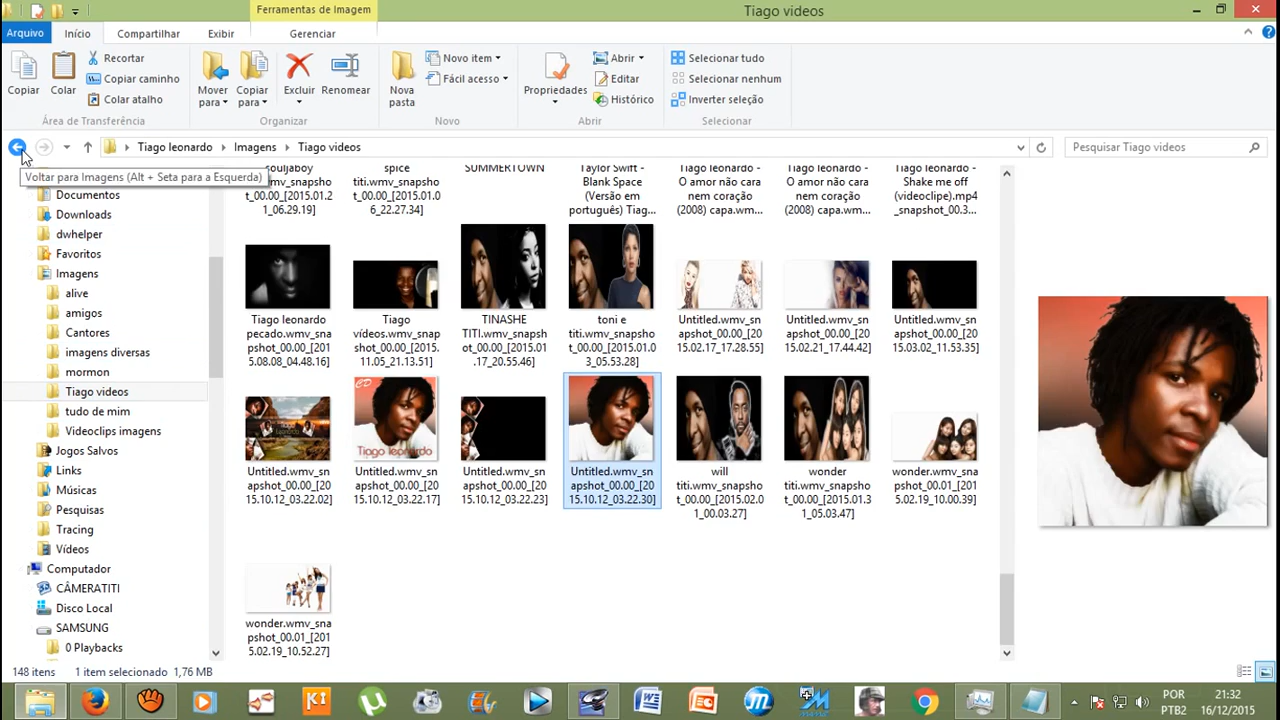 Ferramentas de Imagem
Tiago videos
Arquivo
Início
Compartilhar
Exibir
Gerenciar
Copiar
Colar
Recortar
Copiar caminho
Colar atalho
Área de Transferência
Mover para
Copiar para
Excluir
Renomear
Organizar
Nova pasta
Novo item
Fácil acesso
Novo
Propriedades
Abrir
Editar
Histórico
Abrir
Selecionar tudo
Selecionar nenhum
Inverter seleção
Selecionar
Tiago leonardo
Imagens
Tiago videos
Pesquisar Tiago videos
Voltar para Imagens (Alt + Seta para a Esquerda)
Documentos
Downloads
dwhelper
Favoritos
Imagens
alive
amigos
Cantores
imagens diversas
mormon
Tiago videos
tudo de mim
Videoclips imagens
Jogos Salvos
Links
Músicas
Pesquisas
Tracing
Vídeos
Computador
CÂMERATITI
Disco Local
SAMSUNG
0 Playbacks
souljaboy
w.wmv_snapsho
t_00.00_[2015.01.2
1_06.29.19]
spice
titi.wmv_snapsho
t_00.00_[2015.01.0
6_22.27.34]
SUMMERTOWN
Taylor Swift -
Blank Space
(Versão em
português) Tiag...
Tiago leonardo -
O amor não cara
nem coração
(2008) capa.wm...
Tiago leonardo -
O amor não cara
nem coração
(2008) capa.wm...
Tiago leonardo -
Shake me off
(videoclipe).mp4
_snapshot_00.3...
Tiago leonardo
pecado.wmv_sna
pshot_00.00_[201
5.08.08_04.48.16]
Tiago
vídeos.wmv_snap
shot_00.00_[2015.
11.05_21.13.51]
TINASHE
TITI.wmv_snapsh
ot_00.00_[2015.01
.17_20.55.46]
toni e
titi.wmv_snapsho
t_00.00_[2015.01.0
3_05.53.28]
Untitled.wmv_sn
apshot_00.00_[20
15.02.17_17.28.55]
Untitled.wmv_sn
apshot_00.00_[20
15.02.21_17.44.42]
Untitled.wmv_sn
apshot_00.00_[20
15.03.02_11.53.35]
CD
Tiago leonardo
Untitled.wmv_sn
apshot_00.00_[20
15.10.12_03.22.02]
Untitled.wmv_sn
apshot_00.00_[20
15.10.12_03.22.17]
Untitled.wmv_sn
apshot_00.00_[20
15.10.12_03.22.23]
Untitled.wmv_sn
apshot_00.00_[20
15.10.12_03.22.30]
will
titi.wmv_snapsho
t_00.00_[2015.02.0
1_00.03.27]
wonder
titi.wmv_snapsho
t_00.00_[2015.01.3
1_05.03.47]
wonder.wmv_sna
pshot_00.01_[201
5.02.19_10.00.39]
wonder.wmv_sna
pshot_00.01_[201
5.02.19_10.52.27]
148 itens
1 item selecionado 1,76 MB
POR
PTB2
21:32
16/12/2015